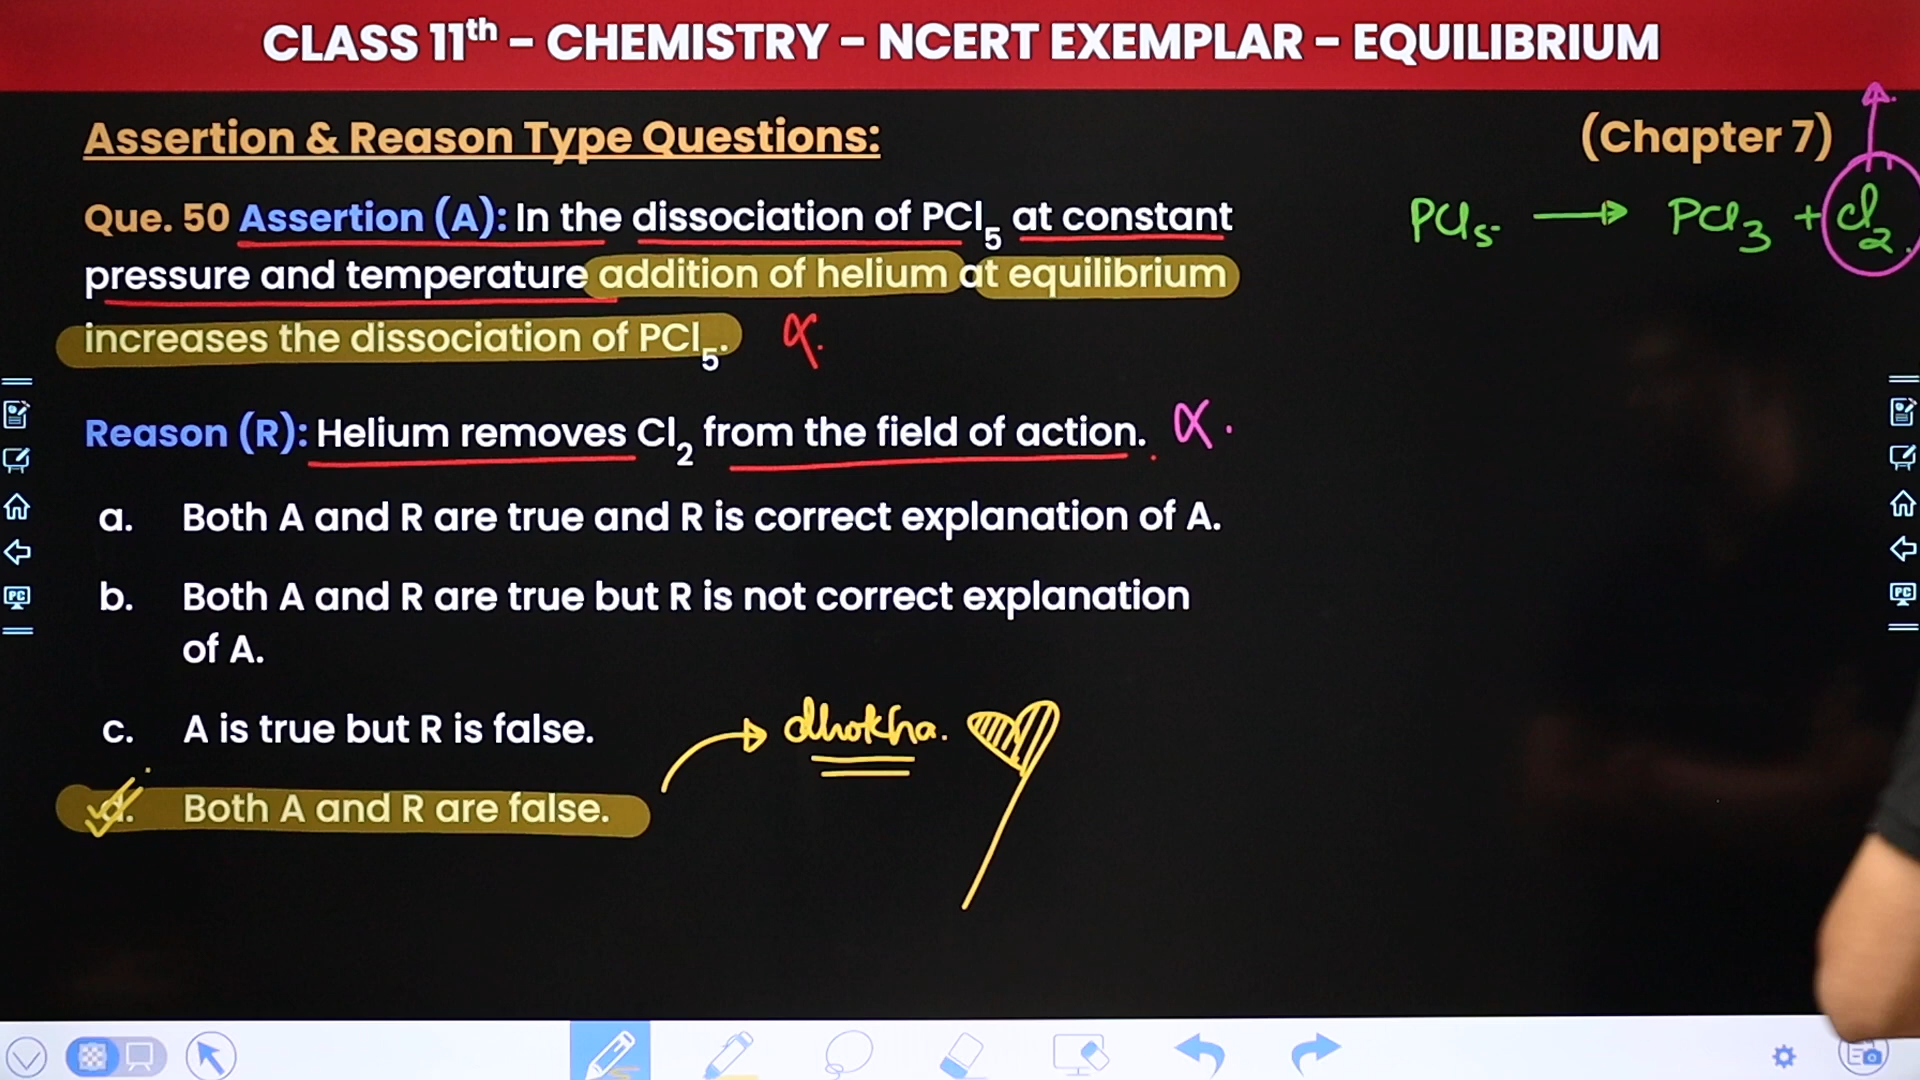 CLASS 11th - CHEMISTRY - NCERT EXEMPLAR - EQUILIBRIUM
Assertion & Reason Type Questions:
(Chapter 7)
Que. 50 Assertion (A): In the dissociation of PCl5 at constant
pressure and temperature addition of helium at equilibrium
increases the dissociation of PCl5.
PCl5 → PCl3 + Cl2
Reason (R): Helium removes Cl2 from the field of action.
a. Both A and R are true and R is correct explanation of A.
b. Both A and R are true but R is not correct explanation
of A.
c. A is true but R is false.
dhokha.
d. Both A and R are false.
PC
PC